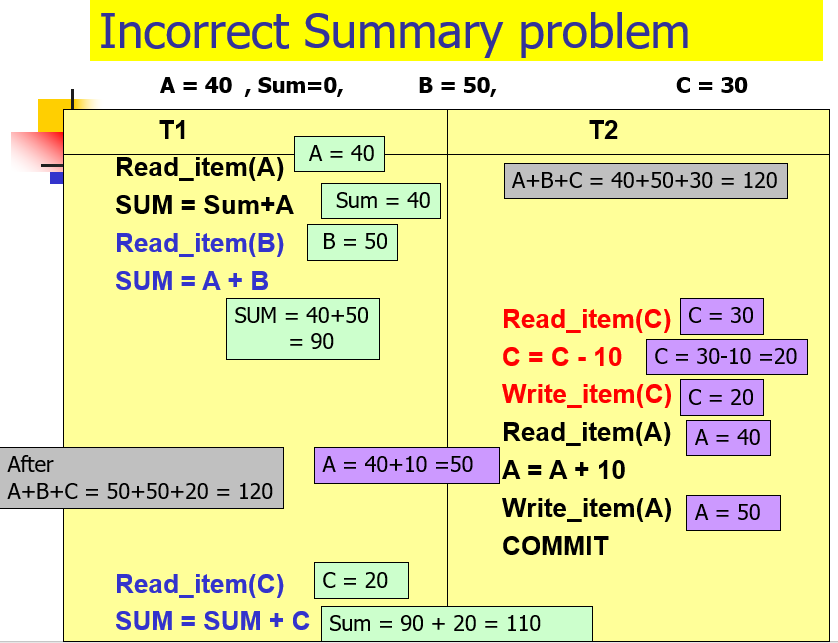 Incorrect Summary problem
A = 40 , Sum=0, B = 50, C = 30
T1 T2
Read_item(A) A = 40
A+B+C = 40+50+30 = 120
SUM = Sum+A Sum = 40
Read_item(B) B = 50
SUM = A + B
SUM = 40+50
= 90
Read_item(C) C = 30
C = C - 10 C = 30-10 =20
Write_item(C) C = 20
Read_item(A) A = 40
After
A+B+C = 50+50+20 = 120
A = 40+10 =50 A = A + 10
Write_item(A) A = 50
COMMIT
Read_item(C) C = 20
SUM = SUM + C Sum = 90 + 20 = 110